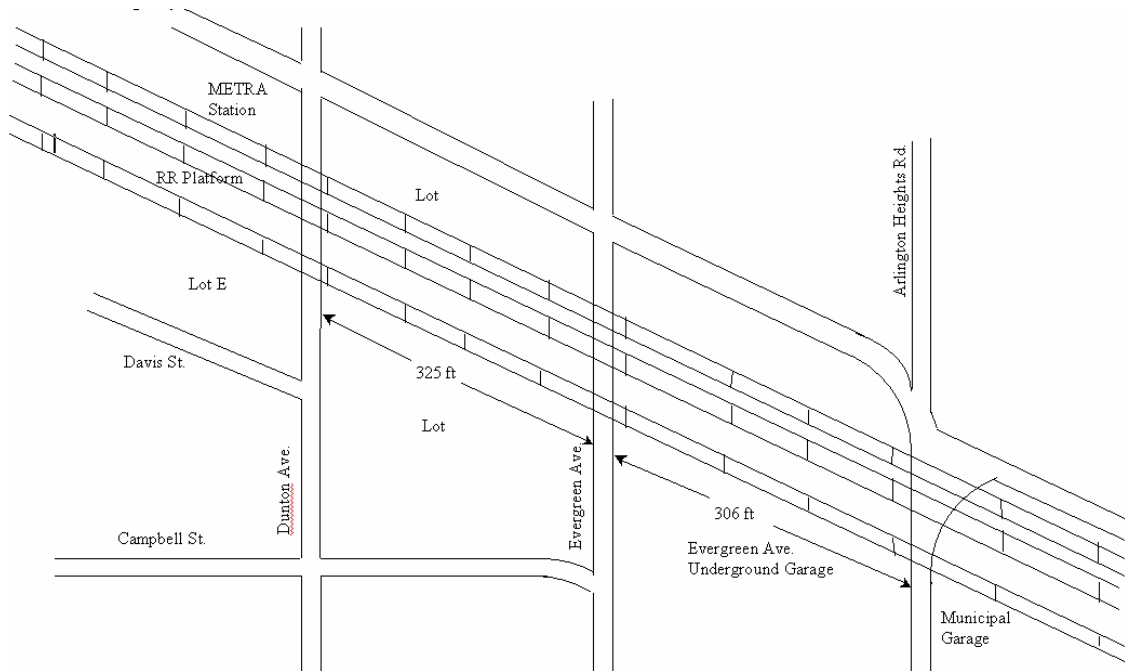 METRA
Station
RR Platform
Lot
Arlington Heights Rd.
Lot E
Davis St.
325 ft
Lot
Dunton Ave.
Evergreen Ave.
306 ft
Campbell St.
Evergreen Ave.
Underground Garage
Municipal
Garage